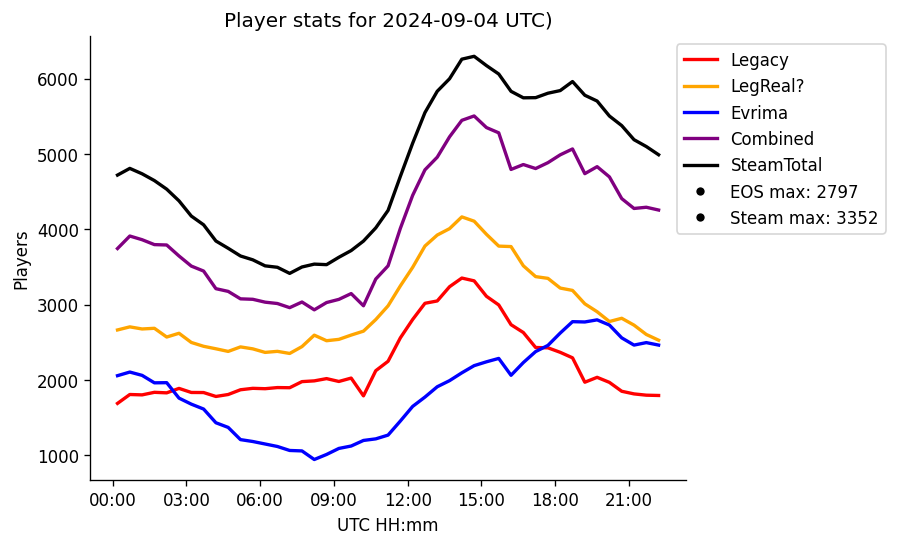 Player stats for 2024-09-04 UTC)
Legacy
LegReal?
Evrima
Combined
SteamTotal
EOS max: 2797
Steam max: 3352
Players
6000
5000
4000
3000
2000
1000
00:00 03:00 06:00 09:00 12:00 15:00 18:00 21:00
UTC HH:mm